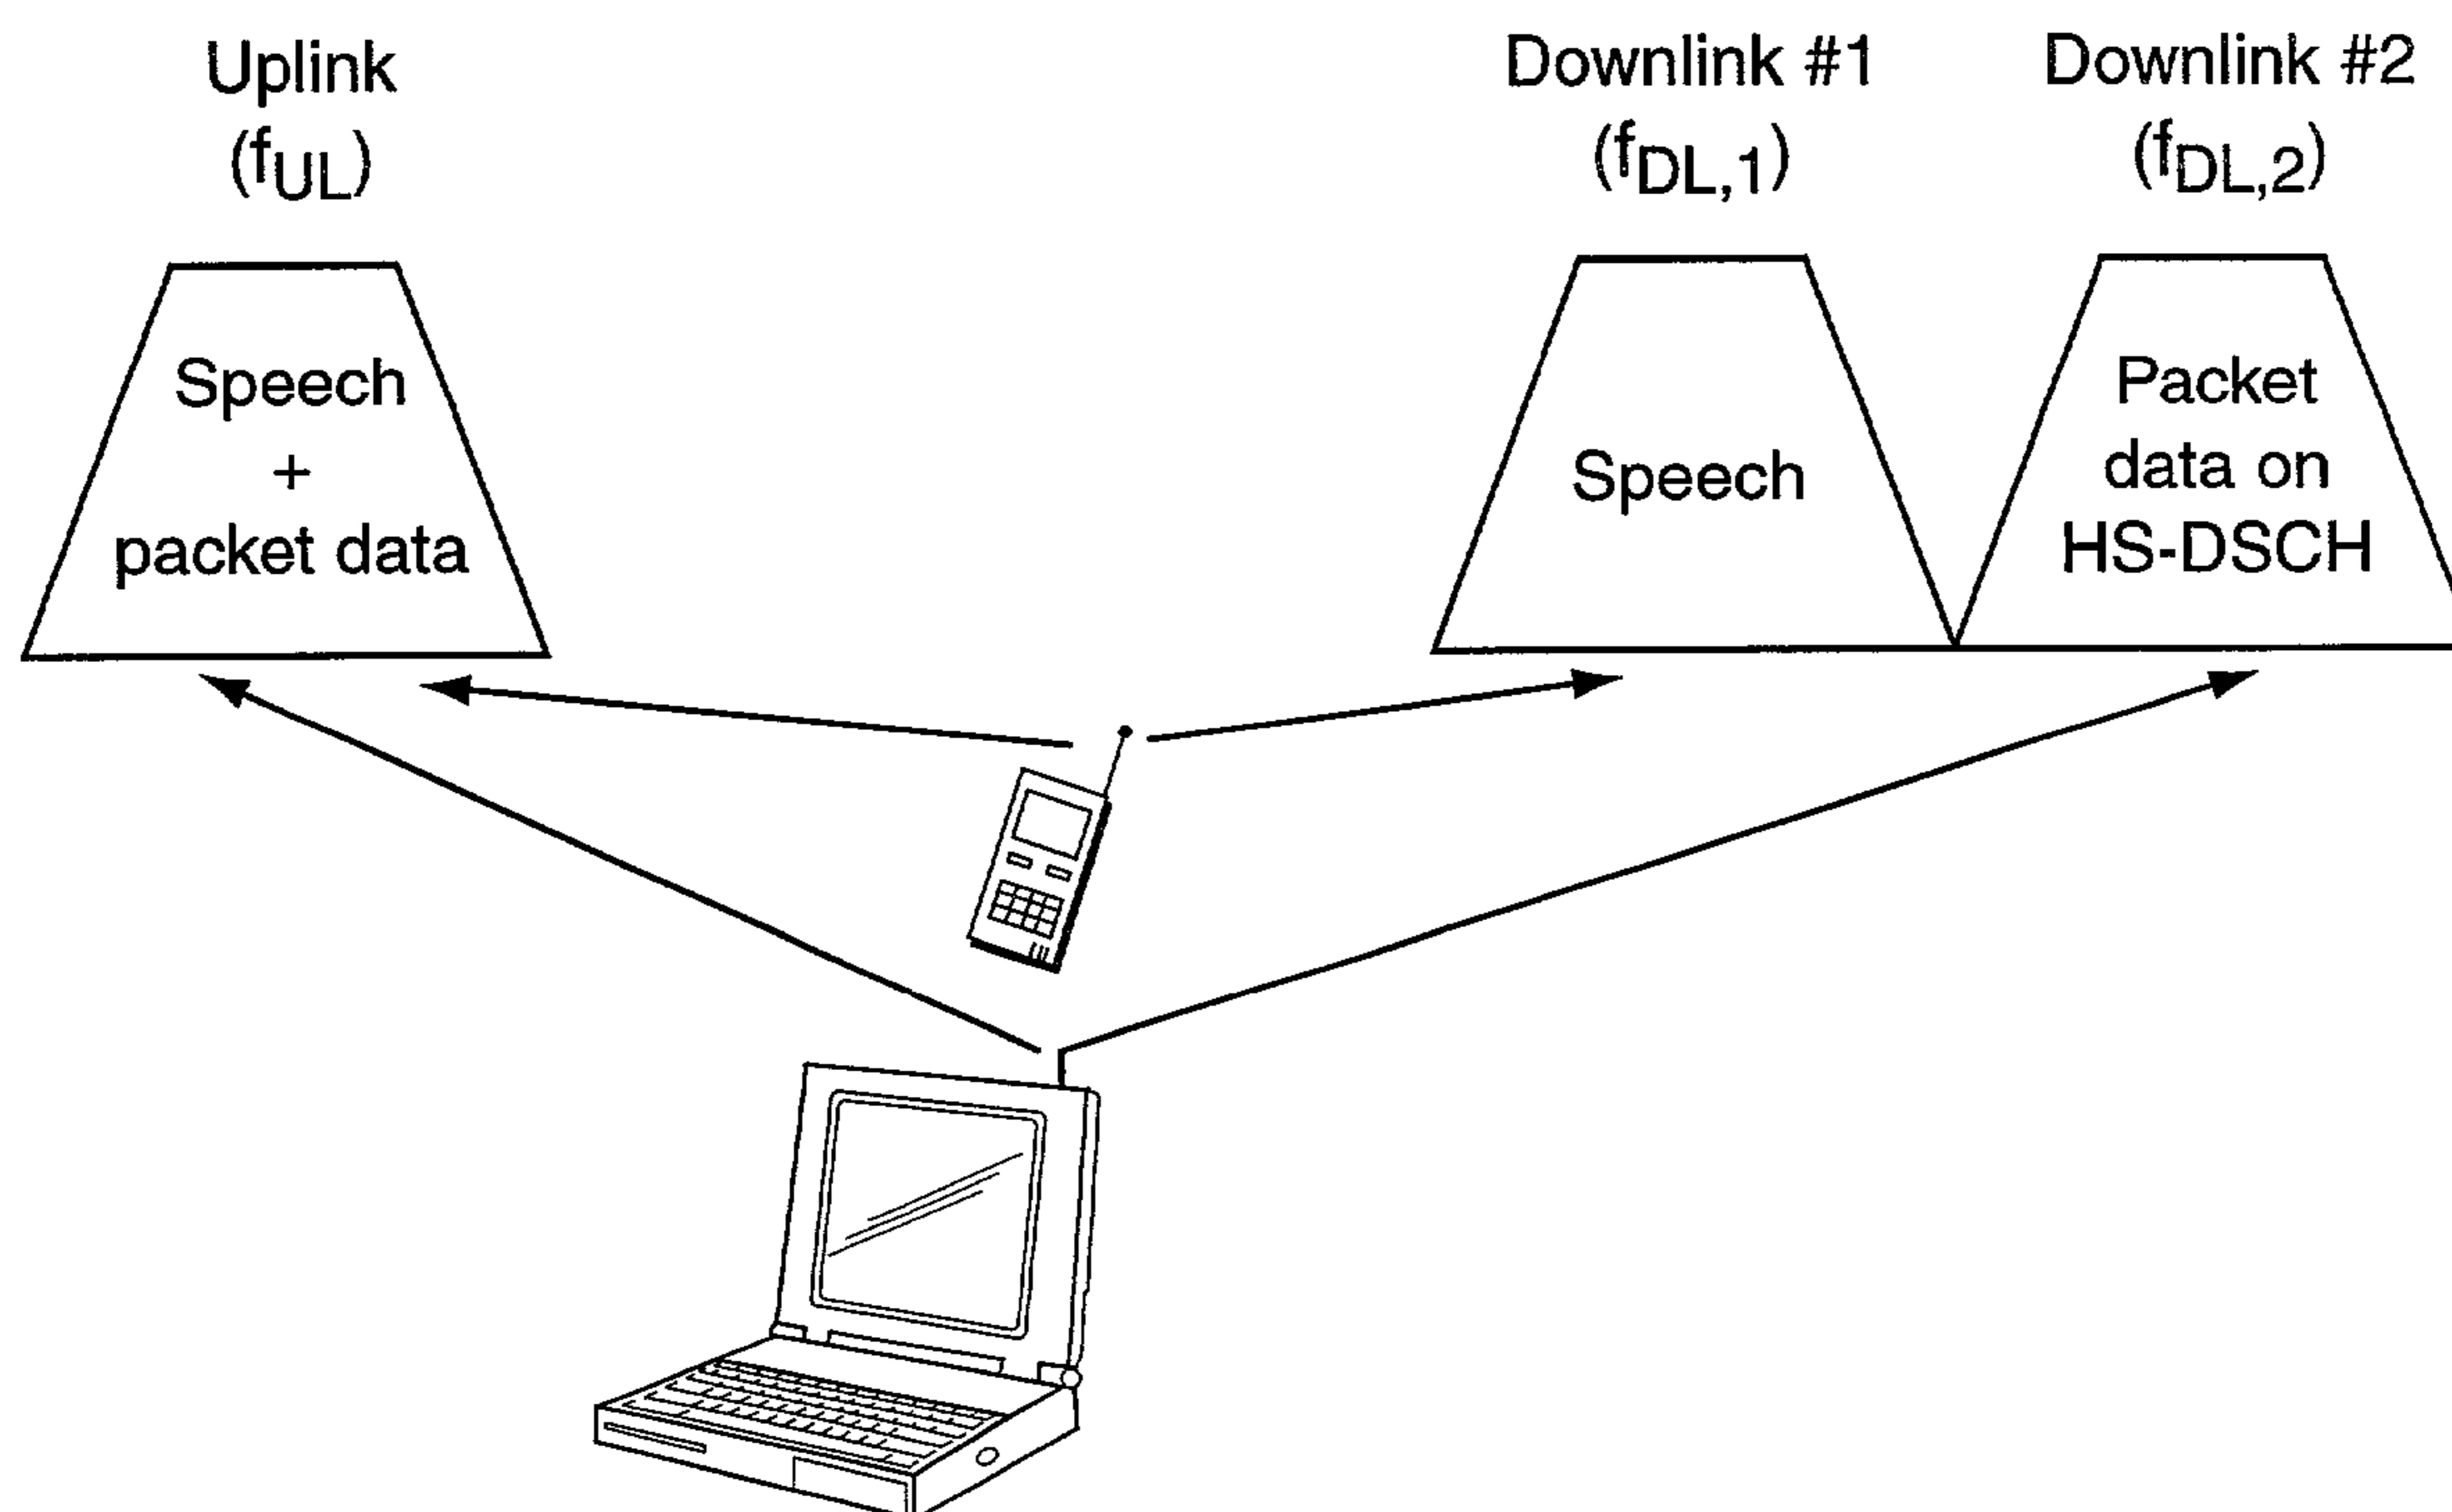 Uplink
(fUL)
Downlink #1
(fDL,1)
Downlink #2
(fDL,2)
Speech
+
packet data
Speech
Packet
data on
HS-DSCH